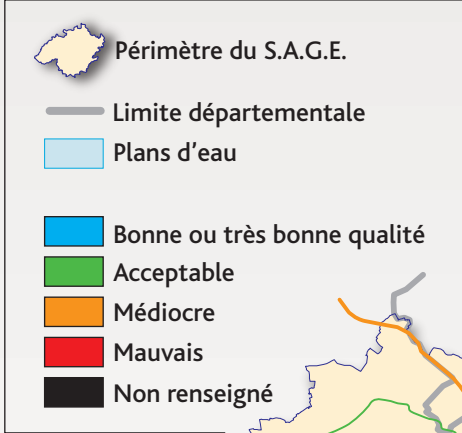 Périmètre du S.A.G.E.
Limite départementale
Plans d'eau
Bonne ou très bonne qualité
Acceptable
Médiocre
Mauvais
Non renseigné